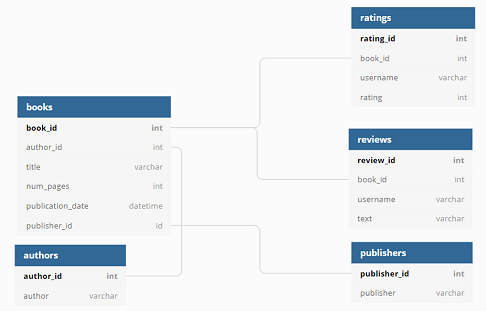 books
book_id int
author_id int
title varchar
num_pages int
publication_date datetime
publisher_id id
authors
author_id int
author varchar
ratings
rating_id int
book_id int
username varchar
rating int
reviews
review_id int
book_id int
username varchar
text varchar
publishers
publisher_id int
publisher varchar